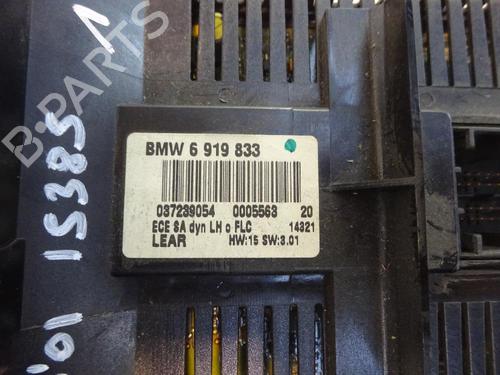 B-PARTS
15385
BMW 6 919 833
037239054 0005563 20
ECE SA dyn LH o FLC 14321
LEAR HW:15 SW:3.01